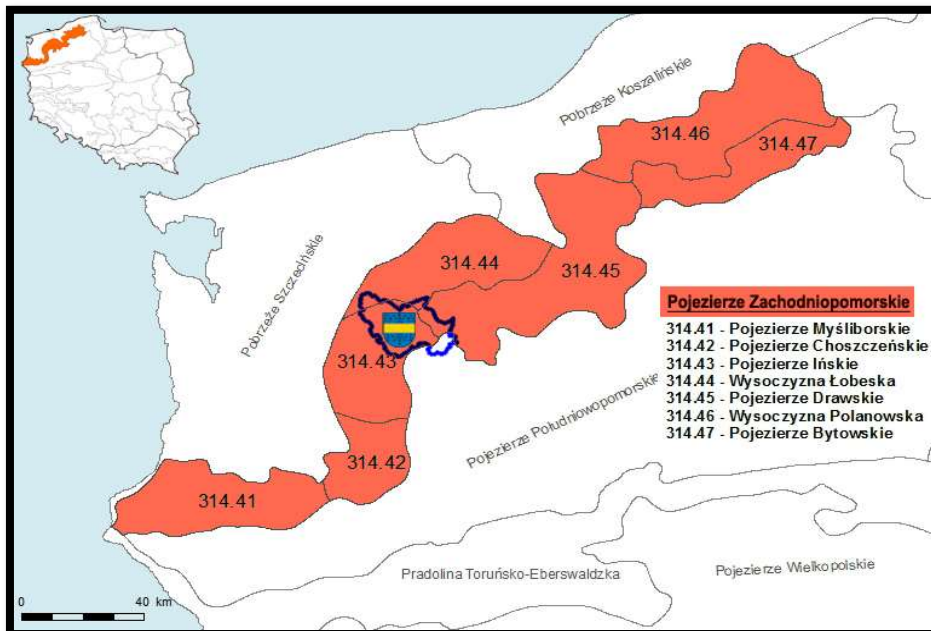 Pobrzeże Koszalińskie
314.46
314.47
314.44
314.45
Pobrzeże Szczecińskie
314.43
Pojezierze Południowopomorskie
314.42
314.41
Pojezierze Zachodniopomorskie
314.41 - Pojezierze Myśliborskie
314.42 - Pojezierze Choszczeńskie
314.43 - Pojezierze Ińskie
314.44 - Wysoczyzna Łobeska
314.45 - Pojezierze Drawskie
314.46 - Wysoczyzna Polanowska
314.47 - Pojezierze Bytowskie
Pradolina Toruńsko-Eberswaldzka
Pojezierze Wielkopolskie
0 40 km